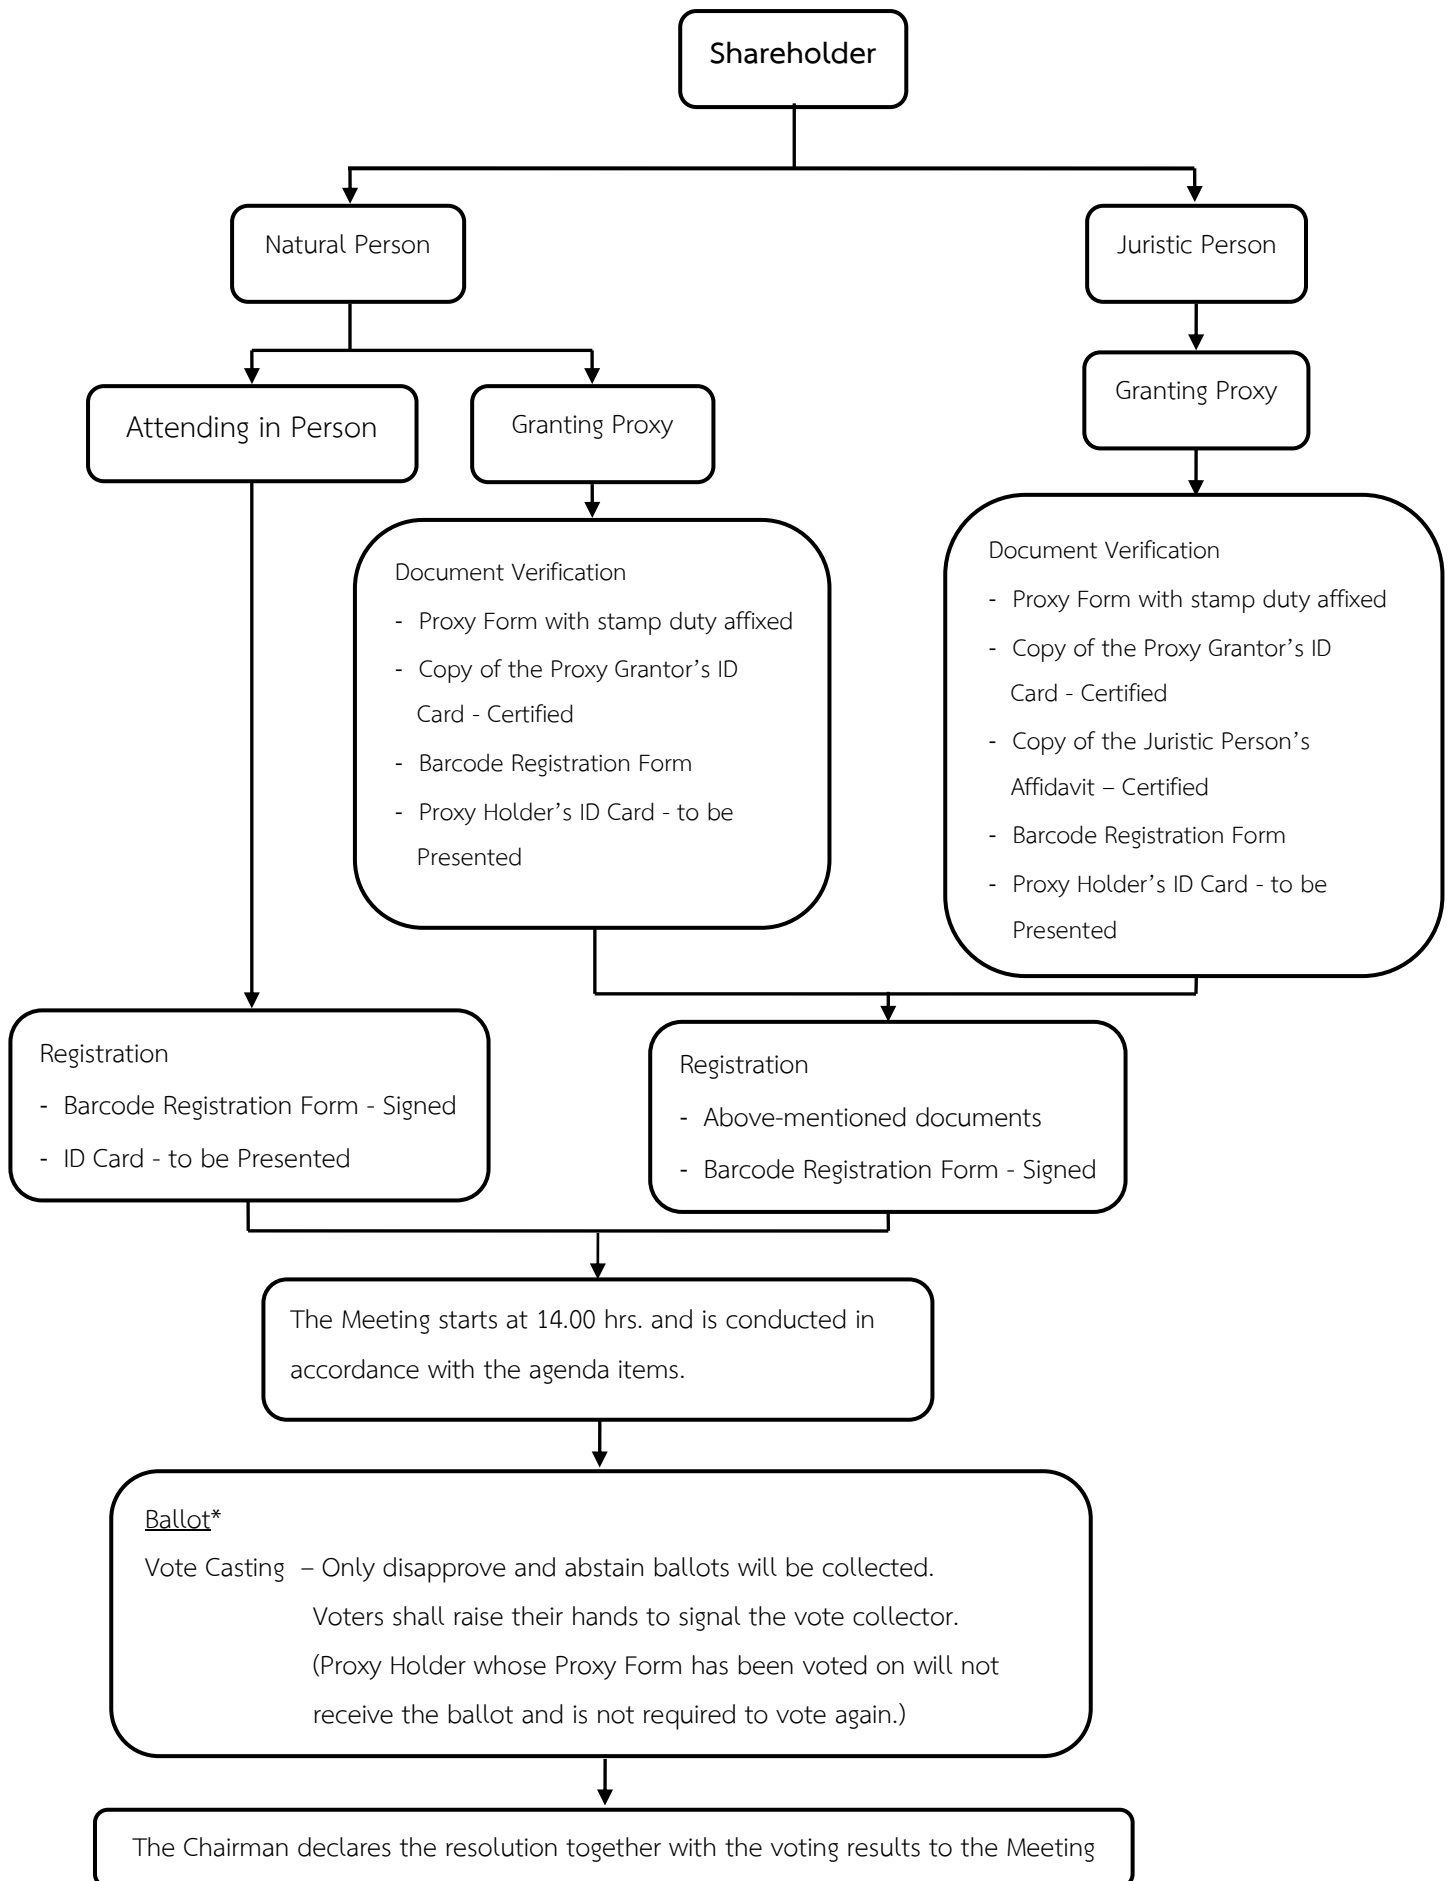 Shareholder
Natural Person
Juristic Person
Attending in Person
Granting Proxy
Granting Proxy
Document Verification
- Proxy Form with stamp duty affixed
- Copy of the Proxy Grantor’s ID
Card - Certified
- Barcode Registration Form
- Proxy Holder’s ID Card - to be
Presented
Document Verification
- Proxy Form with stamp duty affixed
- Copy of the Proxy Grantor’s ID
Card - Certified
- Copy of the Juristic Person’s
Affidavit – Certified
- Barcode Registration Form
- Proxy Holder’s ID Card - to be
Presented
Registration
- Barcode Registration Form - Signed
- ID Card - to be Presented
Registration
- Above-mentioned documents
- Barcode Registration Form - Signed
The Meeting starts at 14.00 hrs. and is conducted in
accordance with the agenda items.
Ballot*
Vote Casting – Only disapprove and abstain ballots will be collected.
Voters shall raise their hands to signal the vote collector.
(Proxy Holder whose Proxy Form has been voted on will not
receive the ballot and is not required to vote again.)
The Chairman declares the resolution together with the voting results to the Meeting